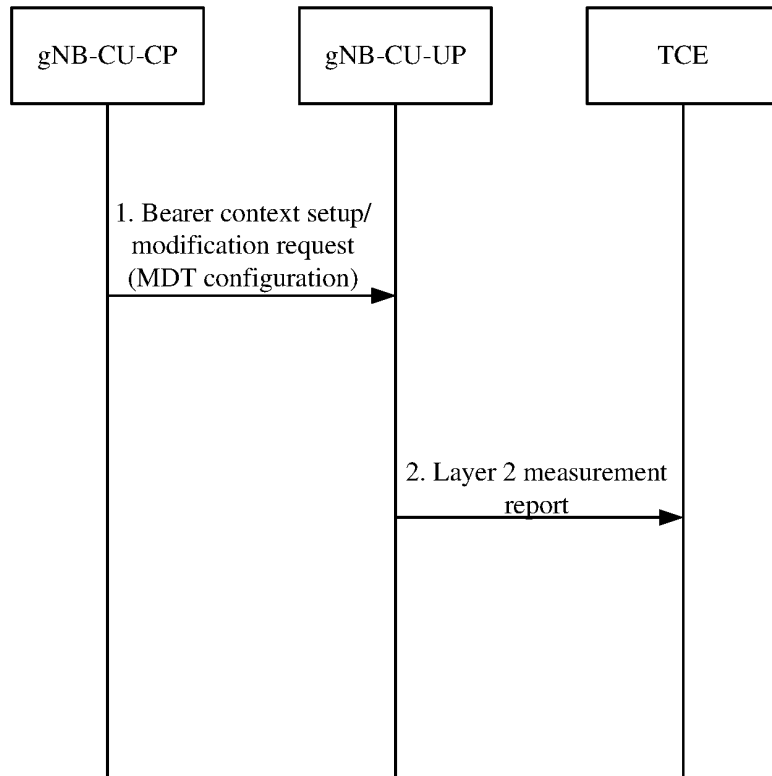 gNB-CU-CP
gNB-CU-UP
TCE
1. Bearer context setup/
modification request
(MDT configuration)
2. Layer 2 measurement
report